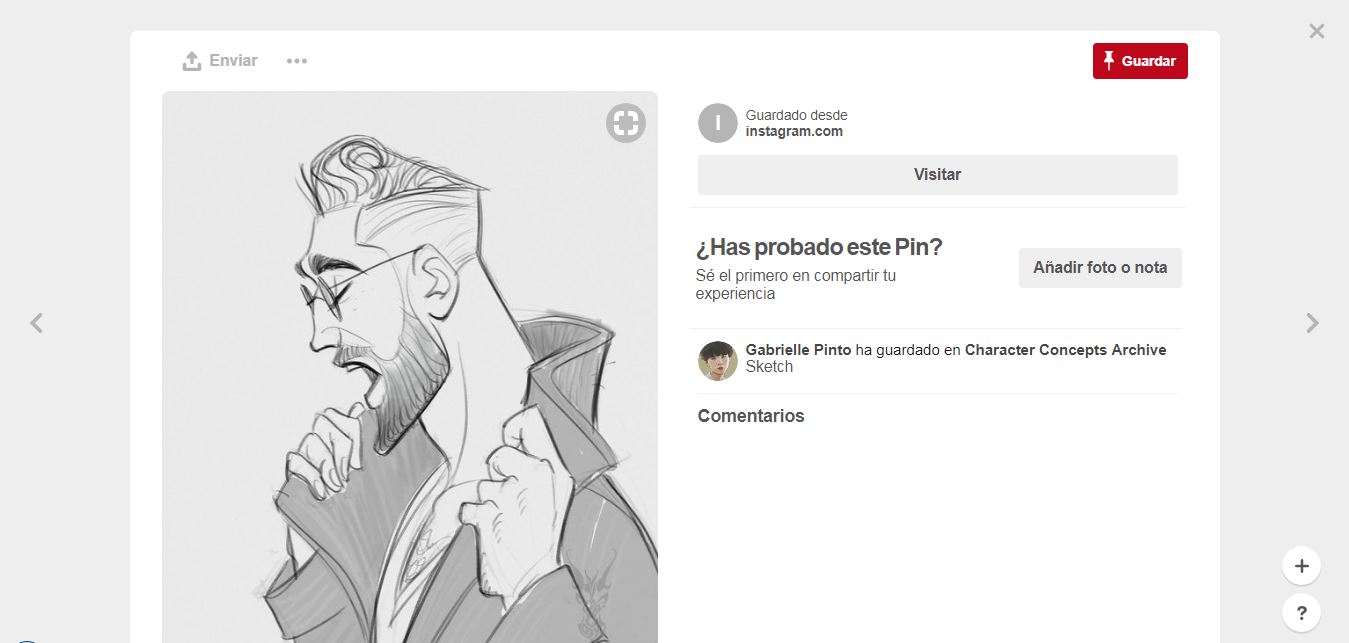 Enviar
Guardar
I
Guardado desde
instagram.com
Visitar
¿Has probado este Pin?
Sé el primero en compartir tu
experiencia
Añadir foto o nota
Gabrielle Pinto ha guardado en Character Concepts Archive
Sketch
Comentarios
+
?